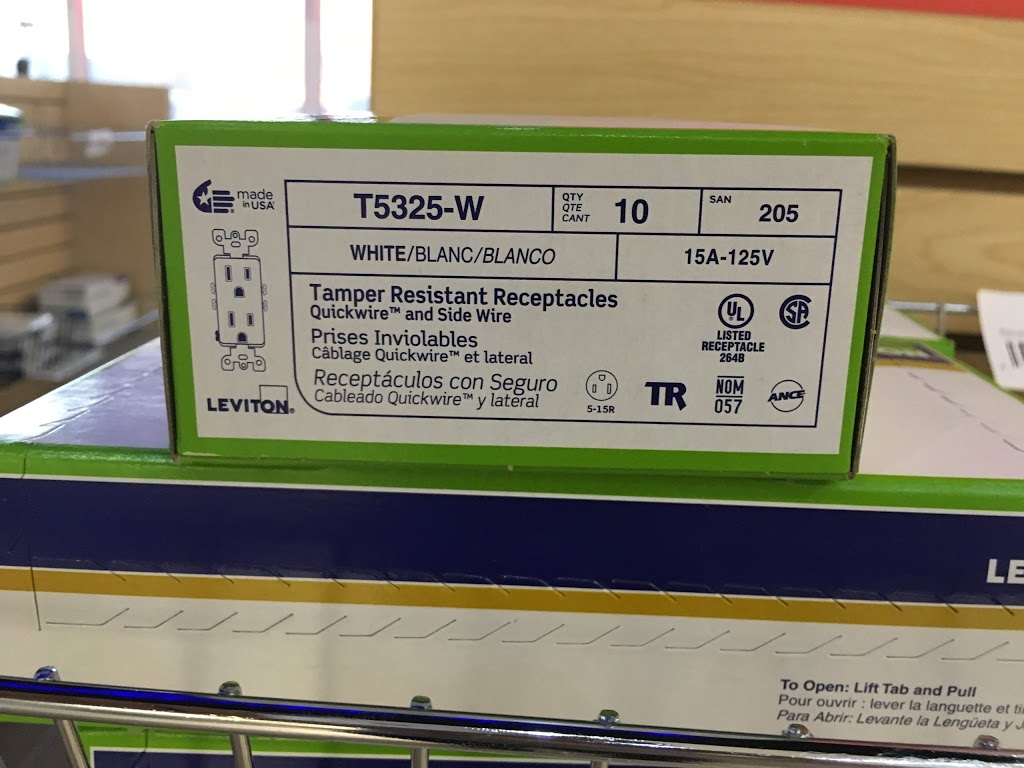 made
in USA
T5325-W
QTY
QTE
CANT
10
SAN
205
WHITE/BLANC/BLANCO
15A-125V
Tamper Resistant Receptacles
Quickwire™ and Side Wire
Prises Inviolables
Câblage Quickwire™ et lateral
Receptáculos con Seguro
Cableado Quickwire™ y lateral
UL
LISTED
RECEPTACLE
264B
SA
5-15R
TR
NOM
057
ANCE
LEVITON®
LE
To Open: Lift Tab and Pull
Pour ouvrir : lever la languette et ti
Para Abrir: Levante la Lengüeta y J